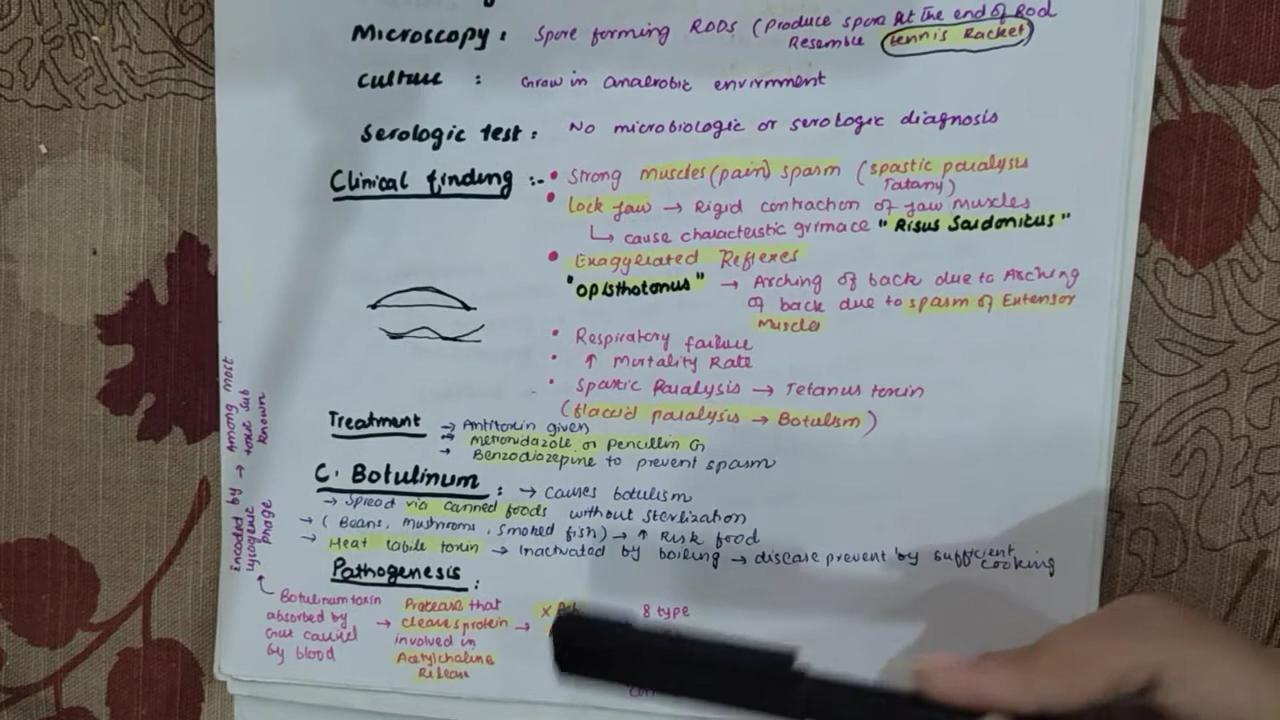 Microscopy : Spore forming RODS (Produce spore at the end of Rod
Resemble tennis Racket)
Culture : Grow in anaerobic envirnment
Serologic test : No microbiologic or serologic diagnosis
Clinical finding :- • Strong muscles (pain) spasm (spastic paralysis
Tatany)
• Lock Jaw → Rigid contraction of Jaw muscles
↳ cause characteristic grimace "Risus Sardonicus"
• Exaggerated Reflexes
"Opisthotonus" → Arching of back due to Arching
of back due to spasm of Extensor
Muscle
• Respiratory failure
• ↑ Mortality Rate
• Spastic Paralysis → Tetanus toxin
(flaccid paralysis → Botulism)
Treatment → Antitoxin given
→ Metronidazole or Pencillin G
→ Benzodiazepine to prevent spasm
C. Botulinum : → Causes botulism
→ Spread via canned foods without sterlization
→ (Beans, mushrooms, smoked fish) → ↑ Risk food
→ Heat labile toxin → Inactivated by boiling → disease prevent by sufficient
cooking
Pathogenesis :
Botulinum toxin
absorbed by
Gut carried
by blood
→ Protease that
cleaves protein
involved in
Acetylcholine
Release
→ X
8 type
Encoded by → Among most
lysogenic toxic sub
phage known